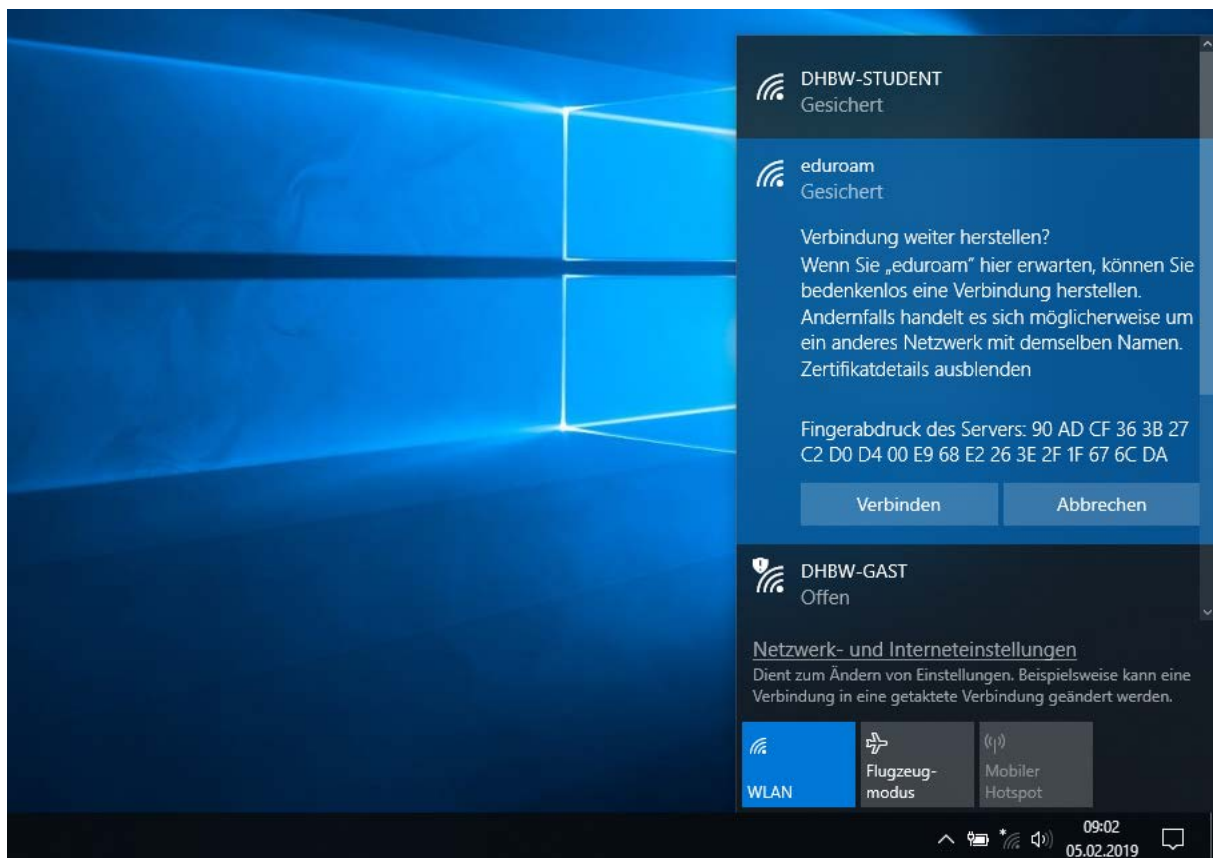 DHBW-STUDENT
Gesichert
eduroam
Gesichert
Verbindung weiter herstellen?
Wenn Sie „eduroam” hier erwarten, können Sie
bedenkenlos eine Verbindung herstellen.
Andernfalls handelt es sich möglicherweise um
ein anderes Netzwerk mit demselben Namen.
Zertifikatdetails ausblenden
Fingerabdruck des Servers: 90 AD CF 36 3B 27
C2 D0 D4 00 E9 68 E2 26 3E 2F 1F 67 6C DA
Verbinden
Abbrechen
DHBW-GAST
Offen
Netzwerk- und Interneteinstellungen
Dient zum Ändern von Einstellungen. Beispielsweise kann eine
Verbindung in eine getaktete Verbindung geändert werden.
WLAN
Flugzeug-
modus
Mobiler
Hotspot
09:02
05.02.2019